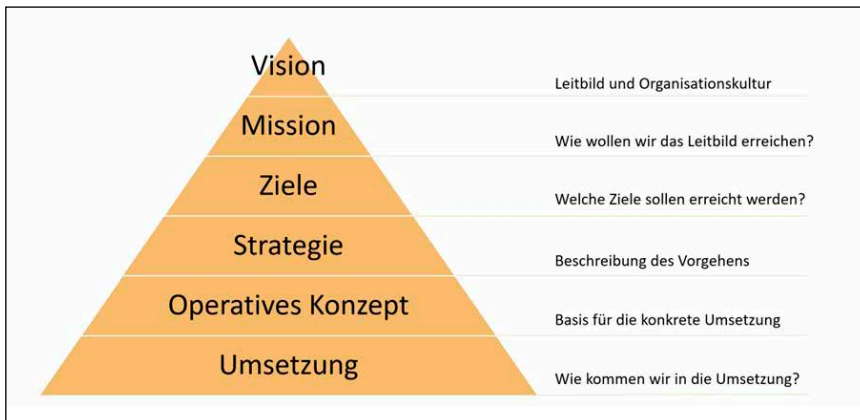 Vision
Leitbild und Organisationskultur
Mission
Wie wollen wir das Leitbild erreichen?
Ziele
Welche Ziele sollen erreicht werden?
Strategie
Beschreibung des Vorgehens
Operatives Konzept
Basis für die konkrete Umsetzung
Umsetzung
Wie kommen wir in die Umsetzung?